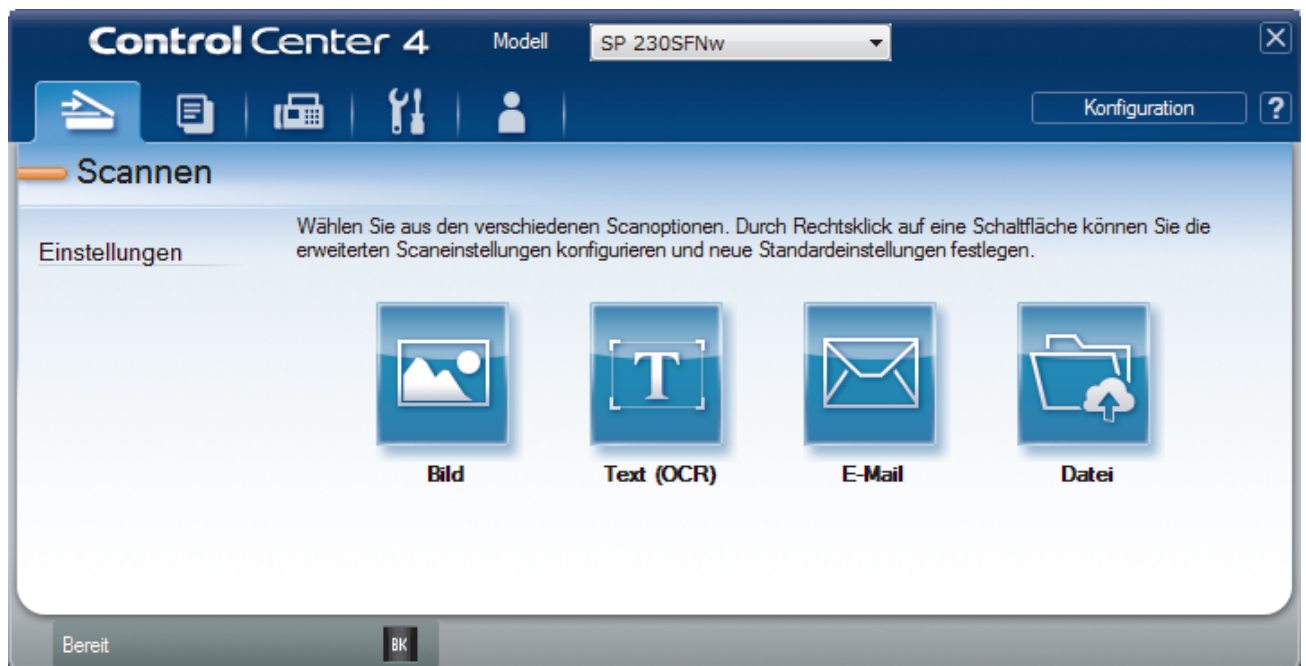 Control Center 4 Modell SP 230SFNw
Konfiguration ?
Scannen
Einstellungen
Wählen Sie aus den verschiedenen Scanoptionen. Durch Rechtsklick auf eine Schaltfläche können Sie die
erweiterten Scaneinstellungen konfigurieren und neue Standardeinstellungen festlegen.
T
Bild Text (OCR) E-Mail Datei
Bereit BK